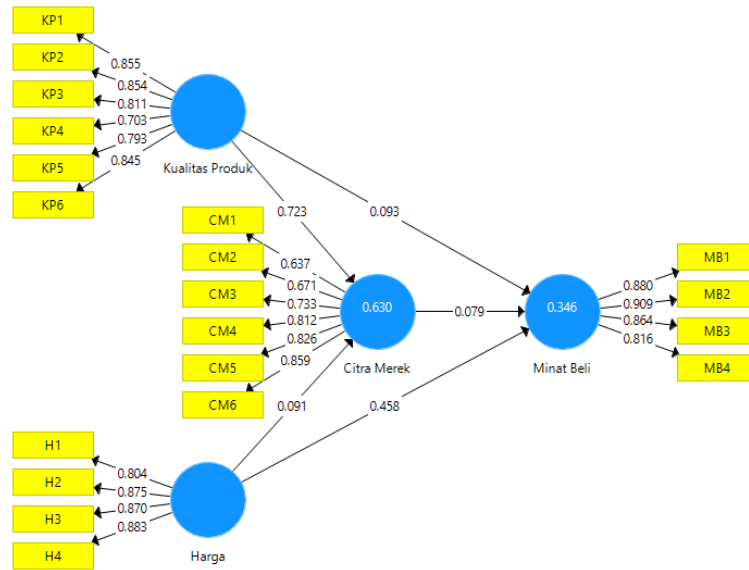 KP1
KP2
KP3
KP4
KP5
KP6
0.855
0.854
0.811
0.703
0.793
0.845
Kualitas Produk
0.723
0.093
CM1
CM2
CM3
CM4
CM5
CM6
0.637
0.671
0.733
0.812
0.826
0.859
0.630
Citra Merek
0.079
0.346
Minat Beli
0.880
0.909
0.864
0.816
MB1
MB2
MB3
MB4
0.091
0.458
H1
H2
H3
H4
0.804
0.875
0.870
0.883
Harga